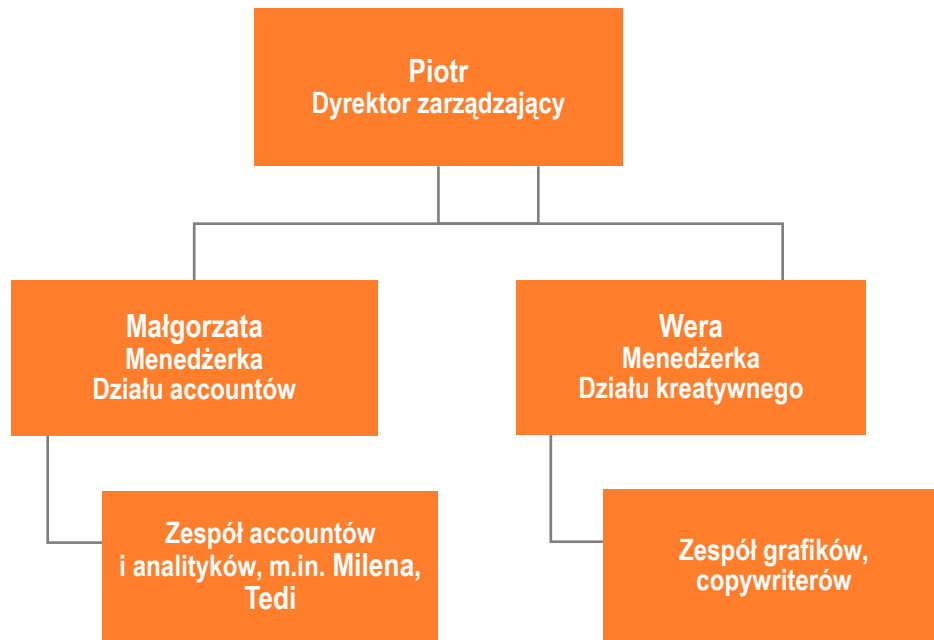 Piotr
Dyrektor zarządzający
Małgorzata
Menedżerka
Działu accountów
Wera
Menedżerka
Działu kreatywnego
Zespół accountów
i analityków, m.in. Milena,
Tedi
Zespół grafików,
copywriterów